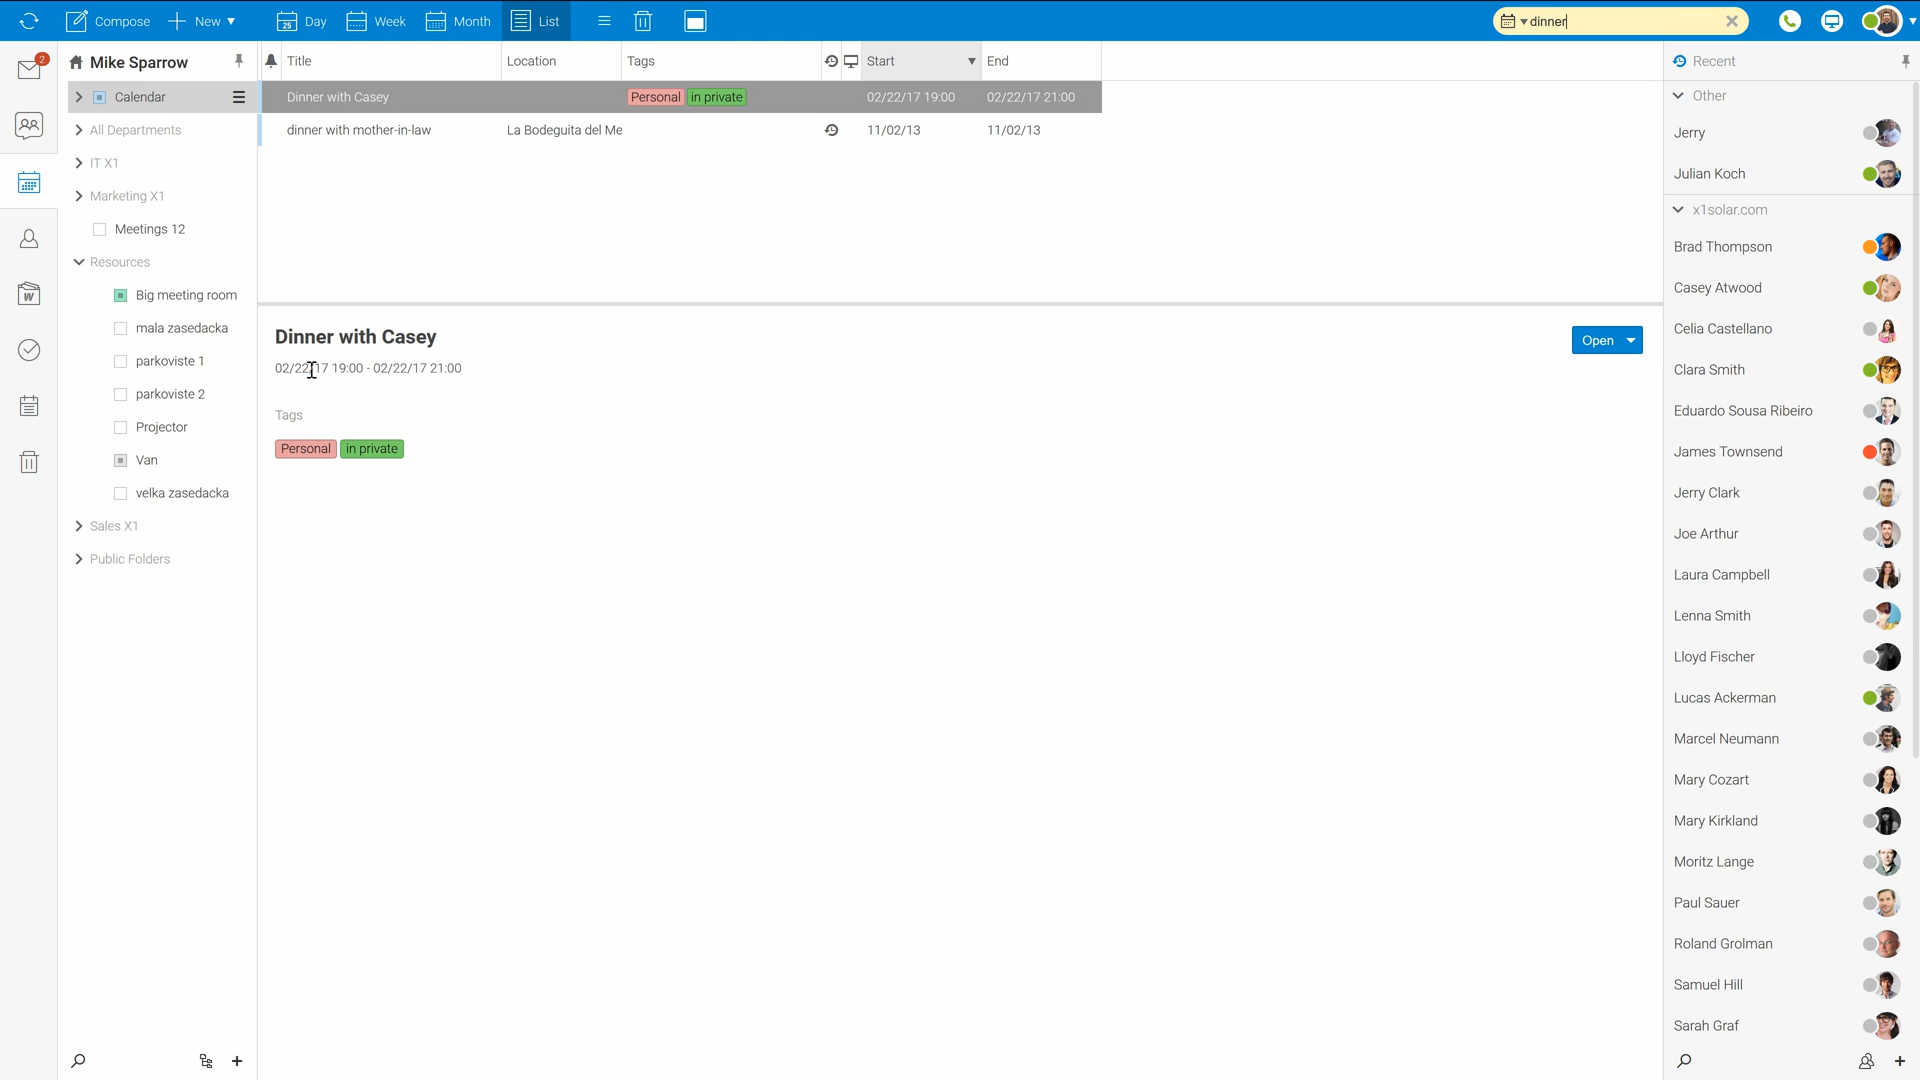 Compose New Day Week Month List dinner
2
25
Mike Sparrow
Title Location Tags Start End
Recent
Calendar
Dinner with Casey Personal in private 02/22/17 19:00 02/22/17 21:00
dinner with mother-in-law La Bodeguita del Me 11/02/13 11/02/13
All Departments
IT X1
Marketing X1
Meetings 12
Resources
Big meeting room
mala zasedacka
parkoviste 1
parkoviste 2
Projector
Van
velka zasedacka
Sales X1
Public Folders
W
Dinner with Casey
Open
02/22/17 19:00 - 02/22/17 21:00
Tags
Personal in private
Other
Jerry
Julian Koch
x1solar.com
Brad Thompson
Casey Atwood
Celia Castellano
Clara Smith
Eduardo Sousa Ribeiro
James Townsend
Jerry Clark
Joe Arthur
Laura Campbell
Lenna Smith
Lloyd Fischer
Lucas Ackerman
Marcel Neumann
Mary Cozart
Mary Kirkland
Moritz Lange
Paul Sauer
Roland Grolman
Samuel Hill
Sarah Graf